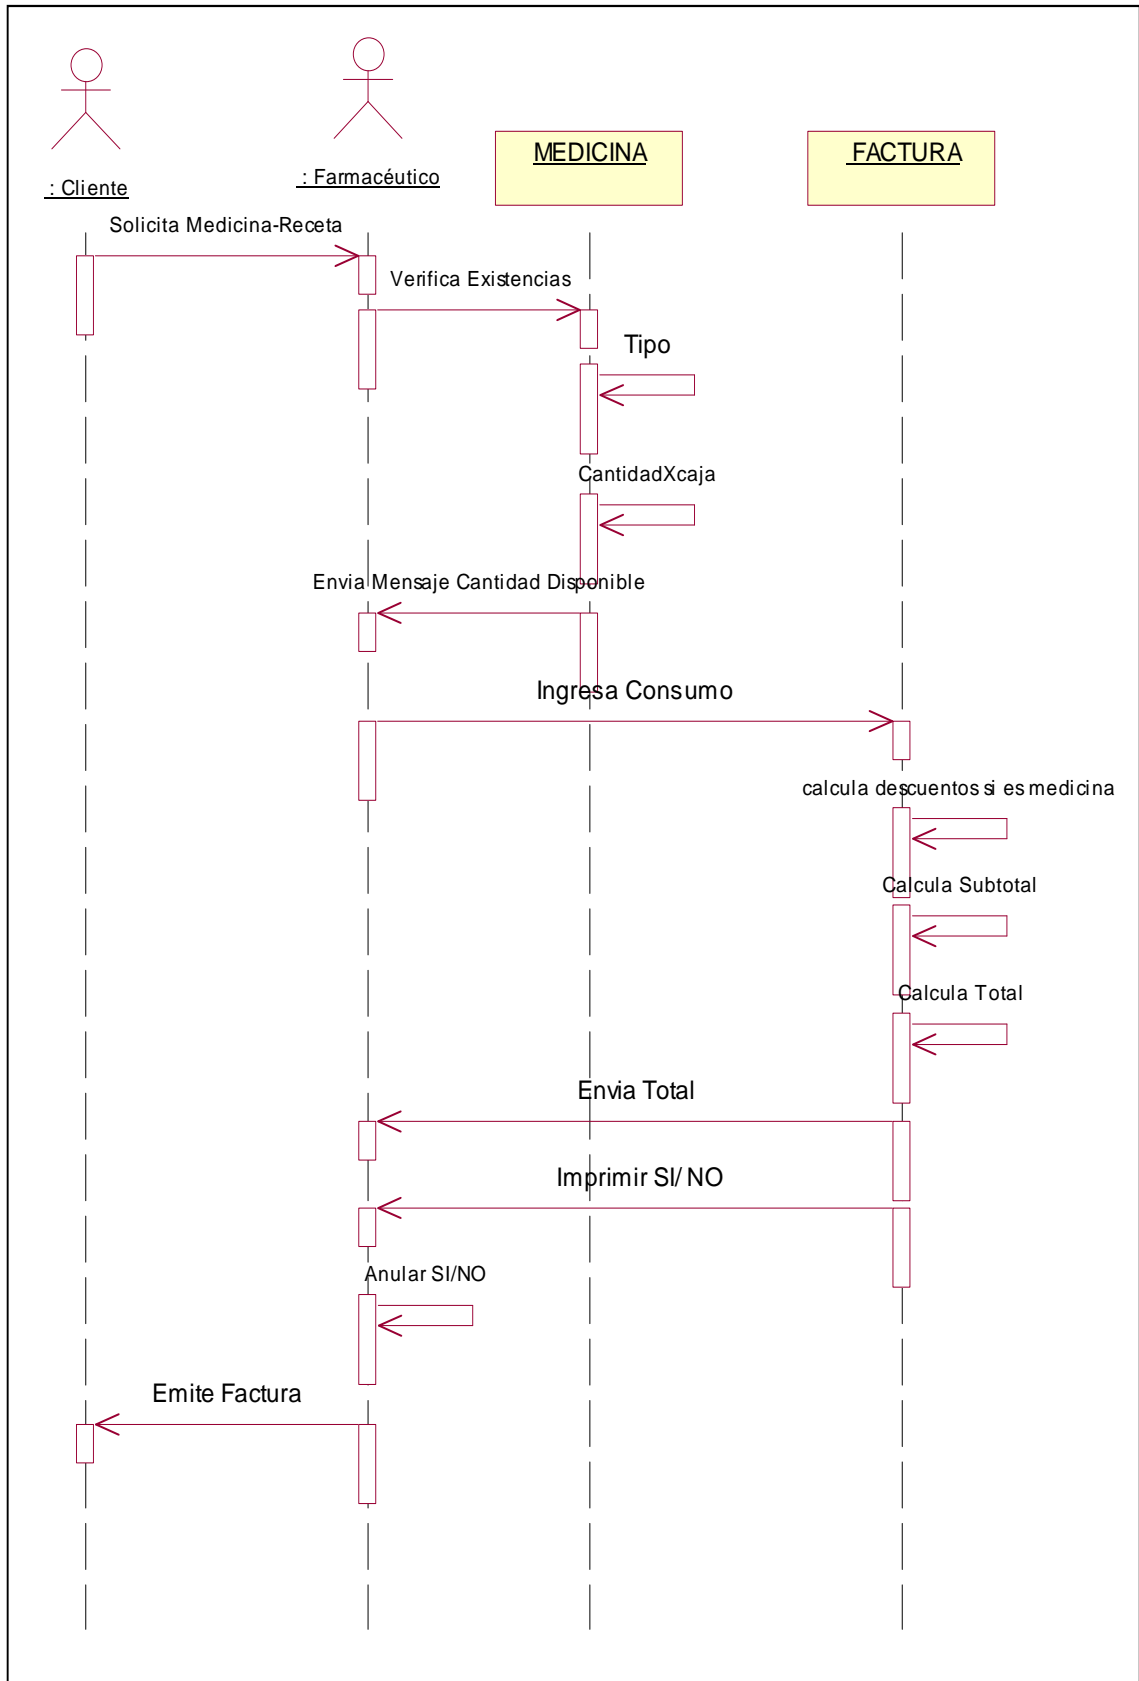 : Cliente
: Farmacéutico
MEDICINA
FACTURA
Solicita Medicina-Receta
Verifica Existencias
Tipo
CantidadXcaja
Envia Mensaje Cantidad Disponible
Ingresa Consumo
calcula descuentos si es medicina
Calcula Subtotal
Calcula Total
Envia Total
Imprimir SI/ NO
Anular SI/NO
Emite Factura